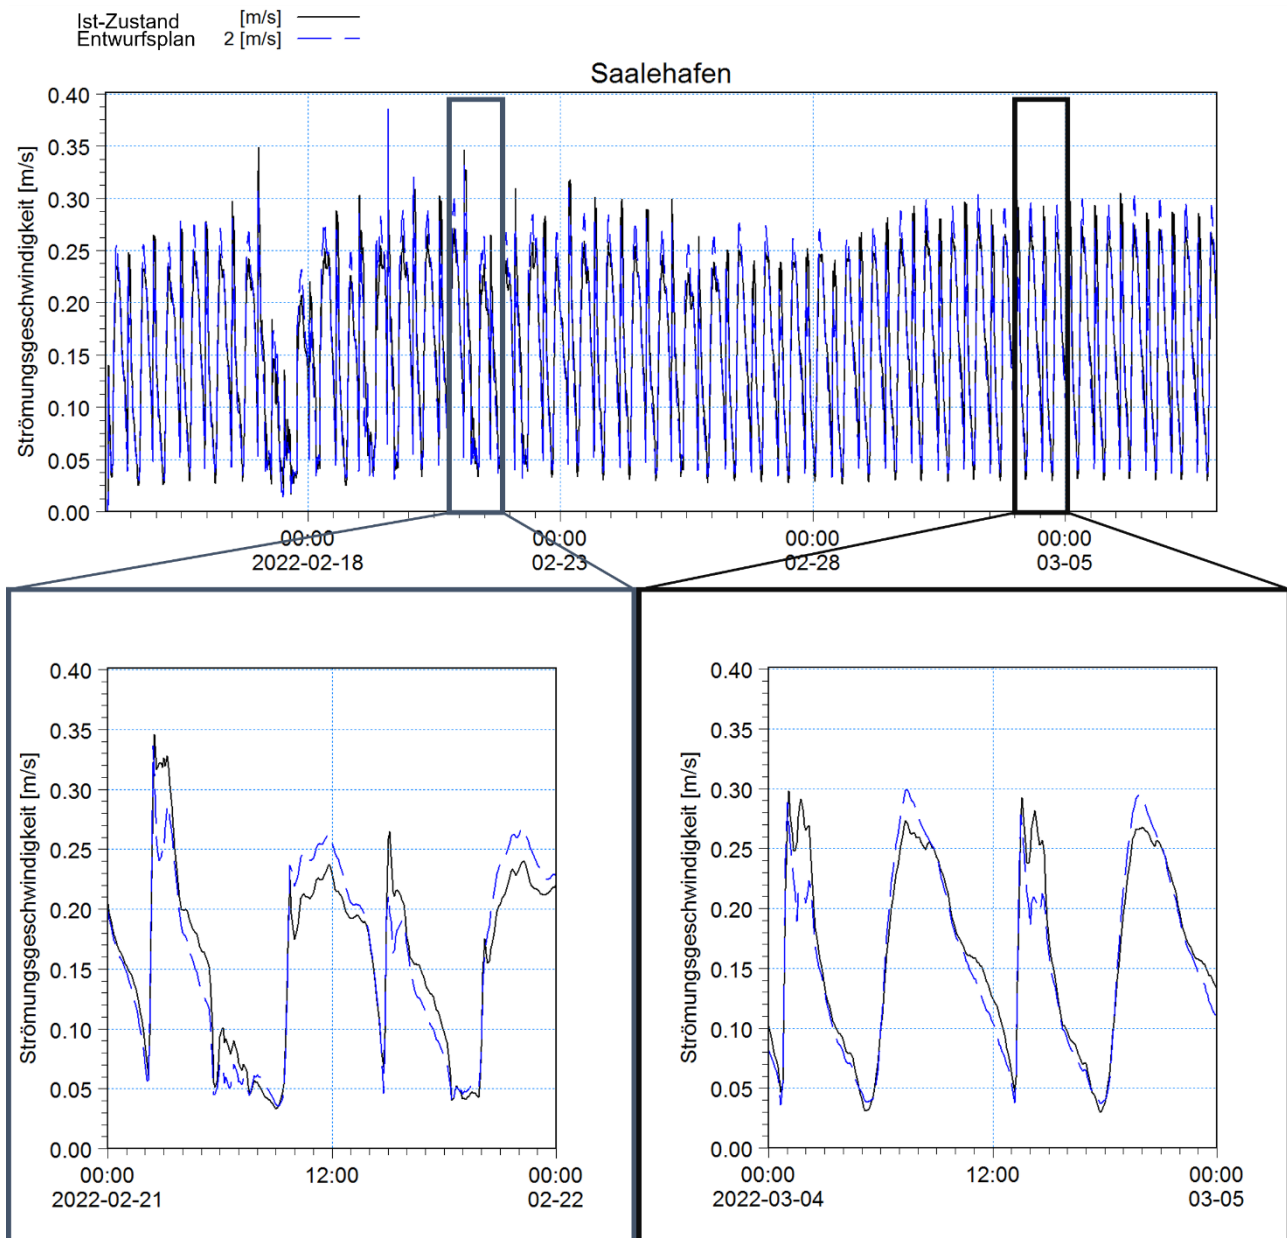 Ist-Zustand [m/s]
Entwurfsplan 2 [m/s]
Saalehafen
Strömungsgeschwindigkeit [m/s]
0.40
0.35
0.30
0.25
0.20
0.15
0.10
0.05
0.00
00:00 00:00 00:00 00:00
2022-02-18 02-23 02-28 03-05
Strömungsgeschwindigkeit [m/s]
0.40
0.35
0.30
0.25
0.20
0.15
0.10
0.05
0.00
00:00 12:00 00:00
2022-02-21 02-22
Strömungsgeschwindigkeit [m/s]
0.40
0.35
0.30
0.25
0.20
0.15
0.10
0.05
0.00
00:00 12:00 00:00
2022-03-04 03-05